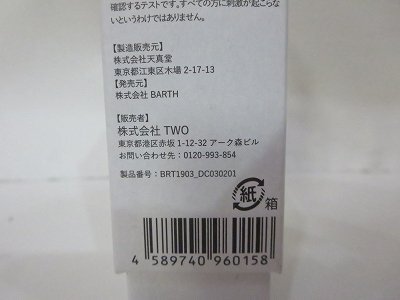 確認するテストです。すべての方に刺激が起こらな
いというわけではありません。
【製造販売元】
株式会社天真堂
東京都江東区木場 2-17-13
【発売元】
株式会社 BARTH
【販売者】
株式会社 TWO
東京都港区赤坂 1-12-32 アーク森ビル
お問い合わせ先：0120-993-854
製品番号：BRT1903_DC030201
紙
箱
4 589740 960158